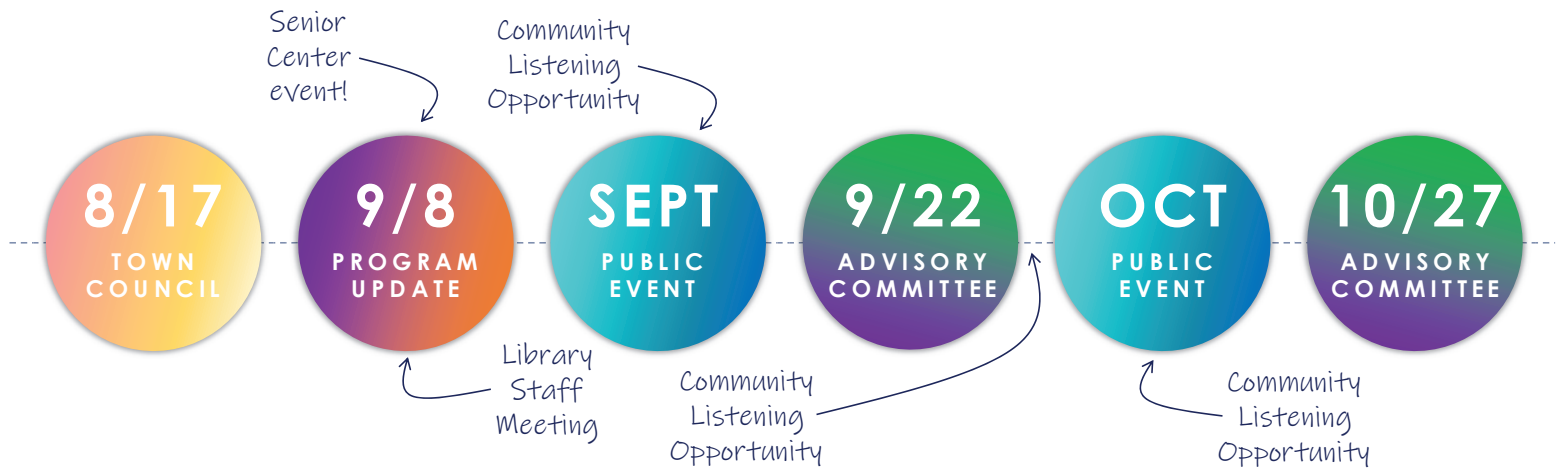 Senior
Center
event!
Community
Listening
Opportunity
8/17
TOWN
COUNCIL
9/8
PROGRAM
UPDATE
SEPT
PUBLIC
EVENT
9/22
ADVISORY
COMMITTEE
OCT
PUBLIC
EVENT
10/27
ADVISORY
COMMITTEE
Library
Staff
Meeting
Community
Listening
Opportunity
Community
Listening
Opportunity